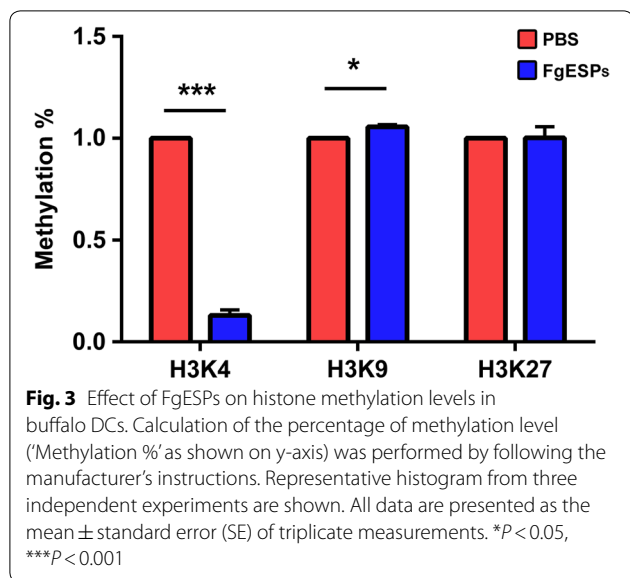 1.5
PBS
FgESPs
***
*
1.0
Methylation %
0.5
0.0
H3K4 H3K9 H3K27
Fig. 3 Effect of FgESPs on histone methylation levels in
buffalo DCs. Calculation of the percentage of methylation level
(‘Methylation %’ as shown on y-axis) was performed by following the
manufacturer’s instructions. Representative histogram from three
independent experiments are shown. All data are presented as the
mean ± standard error (SE) of triplicate measurements. *P < 0.05,
***P < 0.001